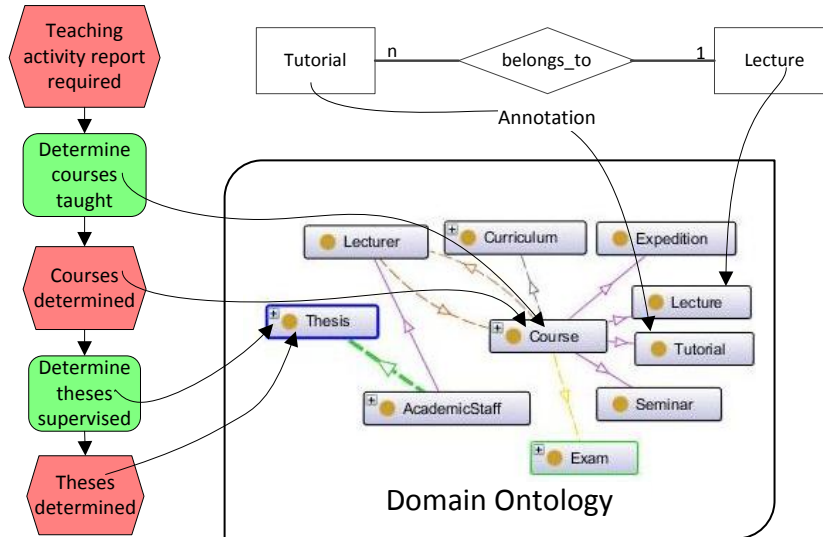 Teaching
activity report
required
Determine
courses
taught
Courses
determined
Determine
theses
supervised
Theses
determined
Tutorial
n
belongs_to
1
Lecture
Annotation
Lecturer
Curriculum
Expedition
Lecture
Thesis
Course
Tutorial
AcademicStaff
Seminar
Exam
Domain Ontology